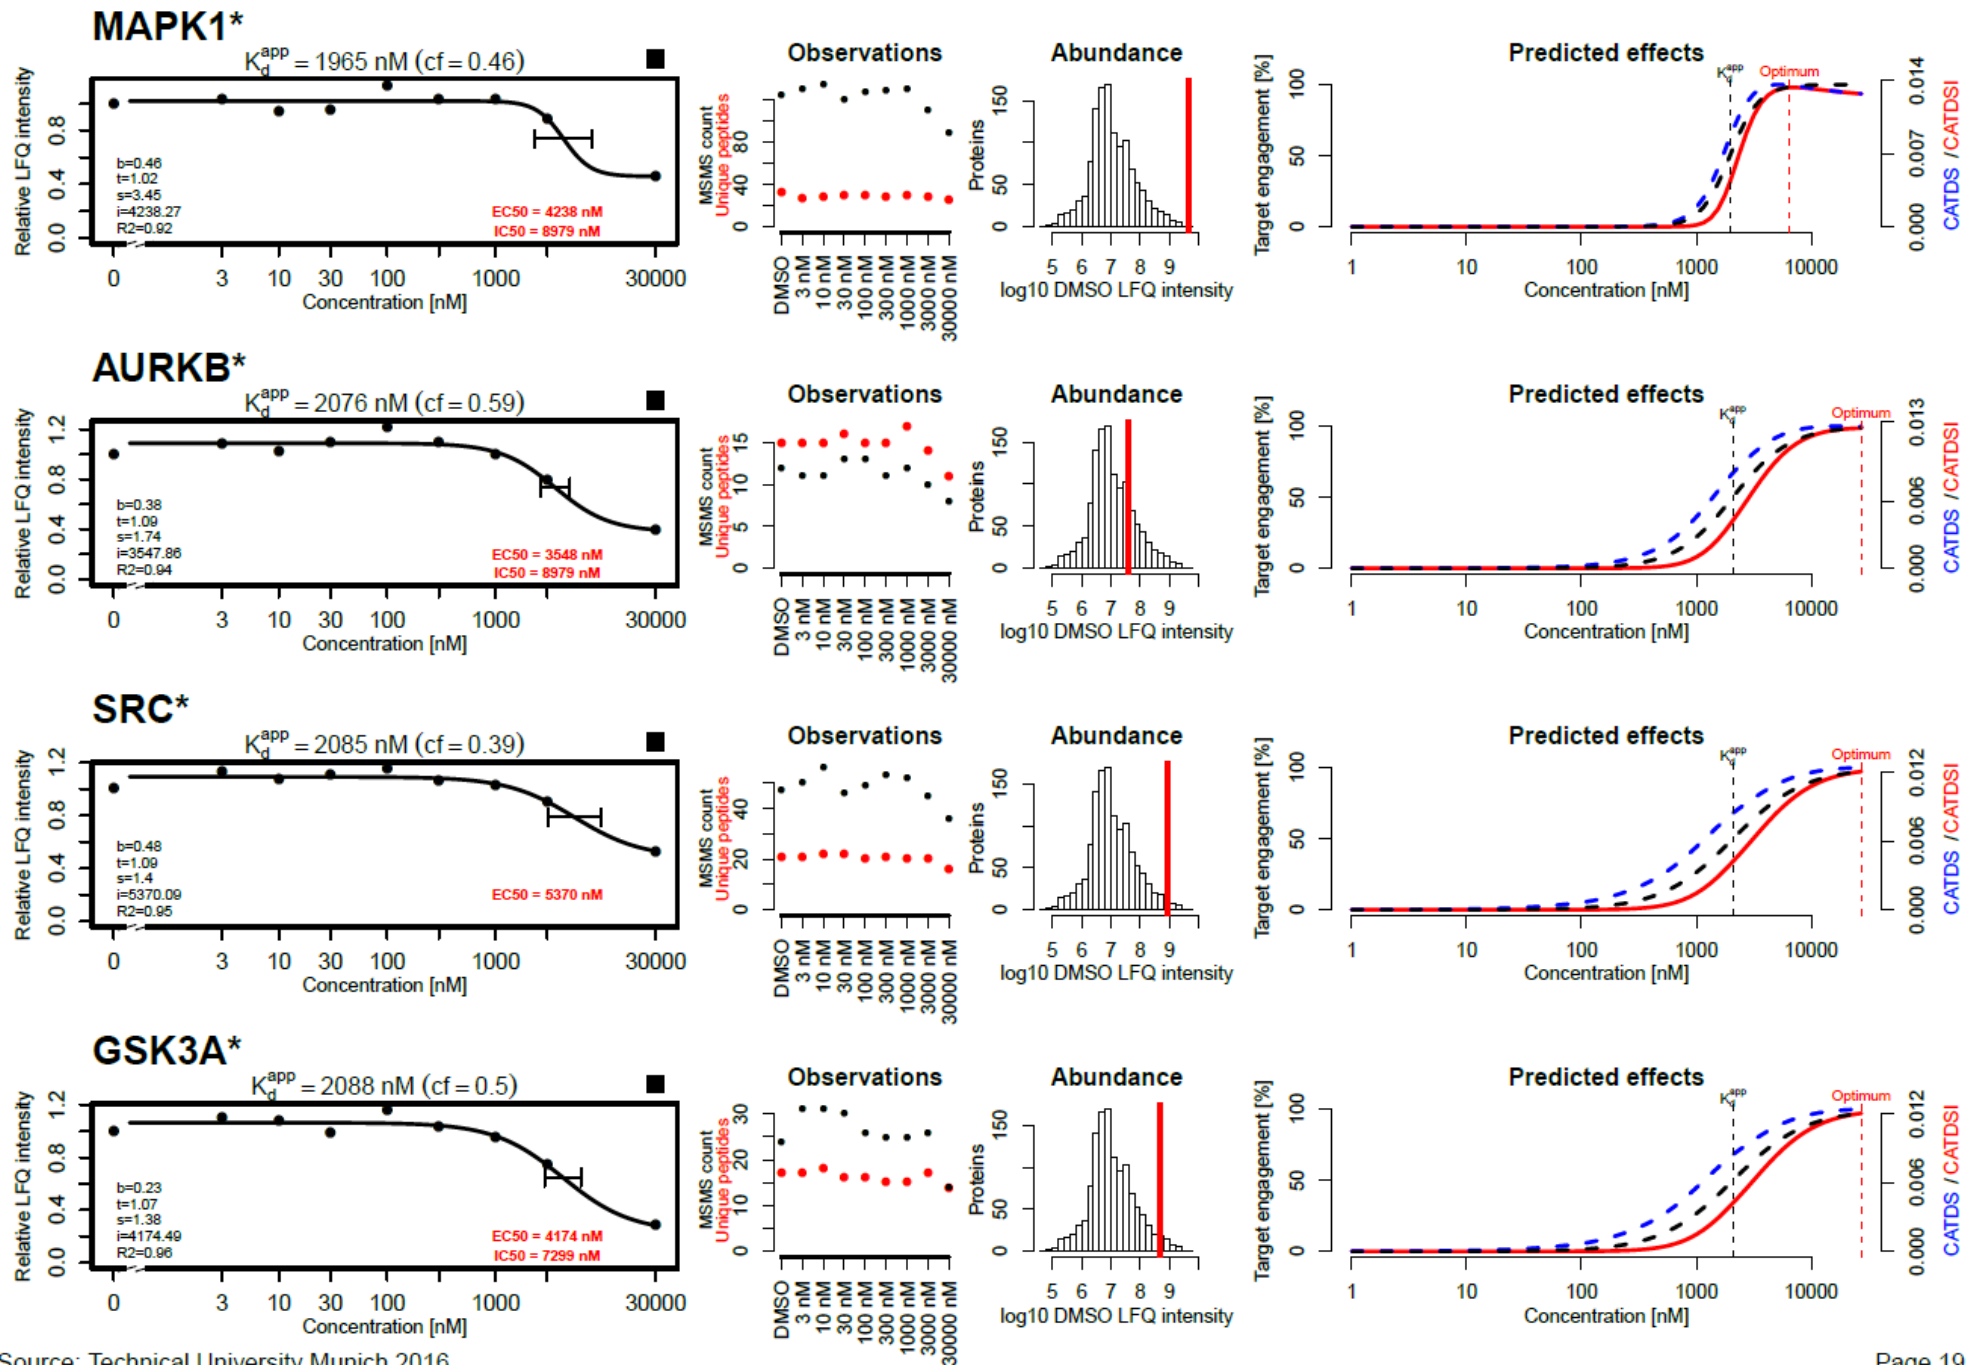 MAPK1*
K_d^app = 1965 nM (cf = 0.46)
Relative LFQ intensity
0.0 0.4 0.8
b=0.46
t=1.02
s=3.45
i=4238.27
R2=0.92
EC50 = 4238 nM
IC50 = 8979 nM
0 3 10 30 100 1000 30000
Concentration [nM]
Observations
MSMS count
Unique peptides
0 40 80
DMSO 3 nM 10 nM 30 nM 100 nM 300 nM 1000 nM 3000 nM 30000 nM
Abundance
Proteins
0 50 150
5 6 7 8 9
log10 DMSO LFQ intensity
Predicted effects
Target engagement [%]
0 50 100
K_d^app Optimum
1 10 100 1000 10000
Concentration [nM]
0.000 0.007 0.014
CATDS / CATDSI
AURKB*
K_d^app = 2076 nM (cf = 0.59)
Relative LFQ intensity
0.0 0.4 0.8 1.2
b=0.38
t=1.09
s=1.74
i=3547.86
R2=0.94
EC50 = 3548 nM
IC50 = 8979 nM
0 3 10 30 100 1000 30000
Concentration [nM]
Observations
MSMS count
Unique peptides
0 5 10 15
DMSO 3 nM 10 nM 30 nM 100 nM 300 nM 1000 nM 3000 nM 30000 nM
Abundance
Proteins
0 50 150
5 6 7 8 9
log10 DMSO LFQ intensity
Predicted effects
Target engagement [%]
0 50 100
K_d^app Optimum
1 10 100 1000 10000
Concentration [nM]
0.000 0.006 0.013
CATDS / CATDSI
SRC*
K_d^app = 2085 nM (cf = 0.39)
Relative LFQ intensity
0.0 0.4 0.8 1.2
b=0.48
t=1.09
s=1.4
i=5370.09
R2=0.95
EC50 = 5370 nM
0 3 10 30 100 1000 30000
Concentration [nM]
Observations
MSMS count
Unique peptides
0 20 40
DMSO 3 nM 10 nM 30 nM 100 nM 300 nM 1000 nM 3000 nM 30000 nM
Abundance
Proteins
0 50 150
5 6 7 8 9
log10 DMSO LFQ intensity
Predicted effects
Target engagement [%]
0 50 100
K_d^app Optimum
1 10 100 1000 10000
Concentration [nM]
0.000 0.006 0.012
CATDS / CATDSI
GSK3A*
K_d^app = 2088 nM (cf = 0.5)
Relative LFQ intensity
0.0 0.4 0.8 1.2
b=0.23
t=1.07
s=1.38
i=4174.49
R2=0.96
EC50 = 4174 nM
IC50 = 7299 nM
0 3 10 30 100 1000 30000
Concentration [nM]
Observations
MSMS count
Unique peptides
0 10 20 30
DMSO 3 nM 10 nM 30 nM 100 nM 300 nM 1000 nM 3000 nM 30000 nM
Abundance
Proteins
0 50 150
5 6 7 8 9
log10 DMSO LFQ intensity
Predicted effects
Target engagement [%]
0 50 100
K_d^app Optimum
1 10 100 1000 10000
Concentration [nM]
0.000 0.006 0.012
CATDS / CATDSI
Source: Technical University Munich 2016
Page 19